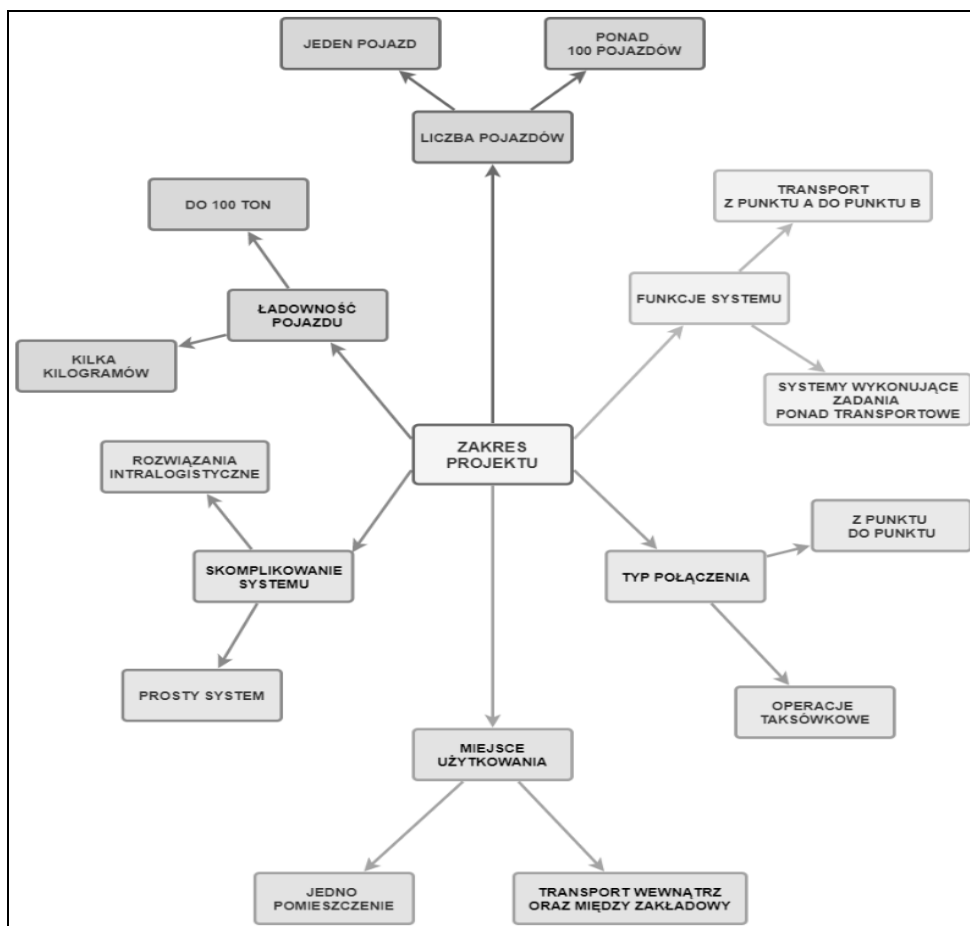 JEDEN POJAZD
PONAD
100 POJAZDÓW
LICZBA POJAZDÓW
DO 100 TON
TRANSPORT
Z PUNKTU A DO PUNKTU B
ŁADOWNOŚĆ
POJAZDU
FUNKCJE SYSTEMU
KILKA
KILOGRAMÓW
SYSTEMY WYKONUJĄCE
ZADANIA
PONAD TRANSPORTOWE
ZAKRES
PROJEKTU
ROZWIĄZANIA
INTRALOGISTYCZNE
Z PUNKTU
DO PUNKTU
SKOMPLIKOWANIE
SYSTEMU
TYP POŁĄCZENIA
PROSTY SYSTEM
OPERACJE
TAKSÓWKOWE
MIEJSCE
UŻYTKOWANIA
JEDNO
POMIESZCZENIE
TRANSPORT WEWNĄTRZ
ORAZ MIĘDZY ZAKŁADOWY